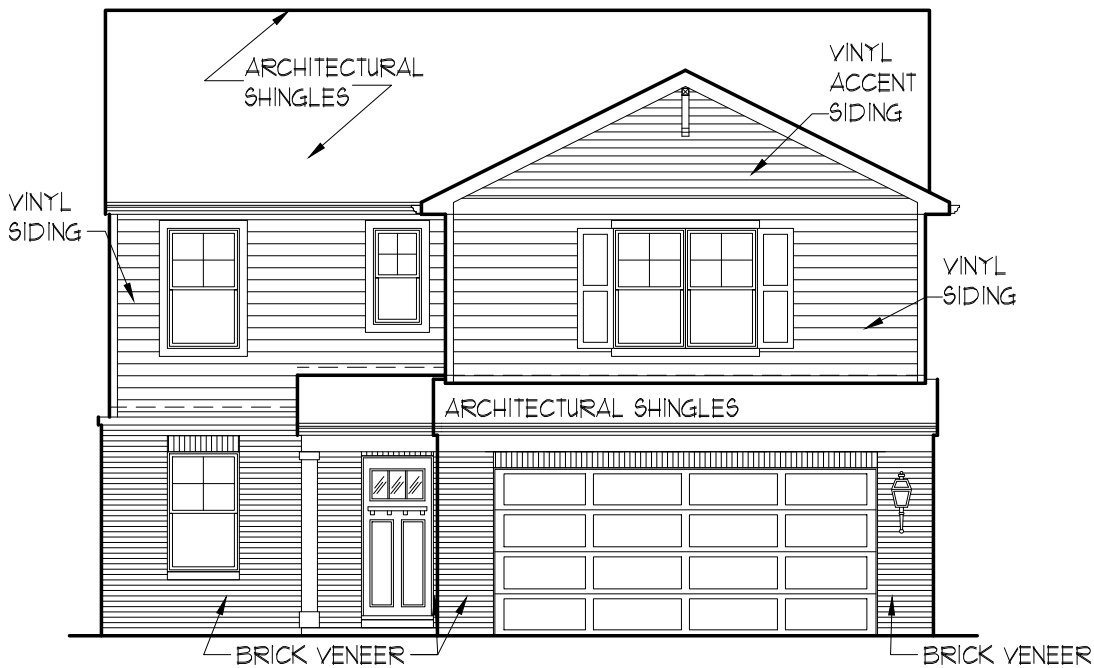 ARCHITECTURAL
SHINGLES
VINYL
ACCENT
SIDING
VINYL
SIDING
VINYL
SIDING
ARCHITECTURAL SHINGLES
BRICK VENEER
BRICK VENEER